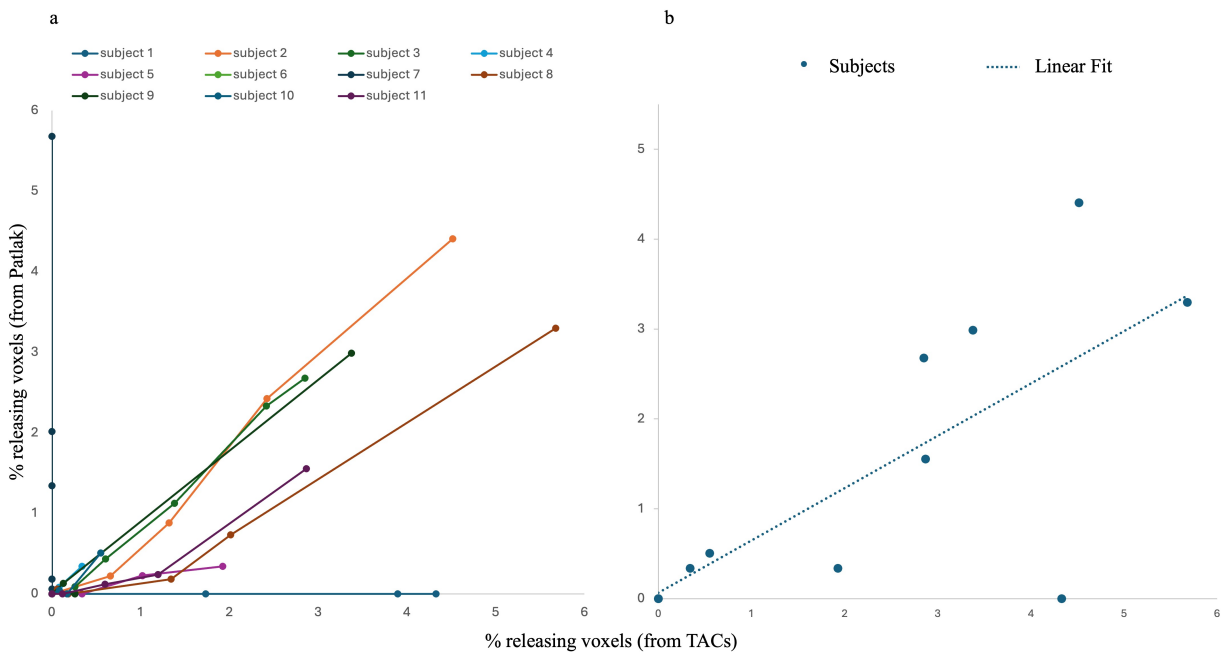 a
subject 1 subject 2 subject 3 subject 4
subject 5 subject 6 subject 7 subject 8
subject 9 subject 10 subject 11
% releasing voxels (from Patlak)
6
5
4
3
2
1
0
0 1 2 3 4 5 6
b
Subjects Linear Fit
5
4
3
2
1
0
0 1 2 3 4 5 6
% releasing voxels (from TACs)